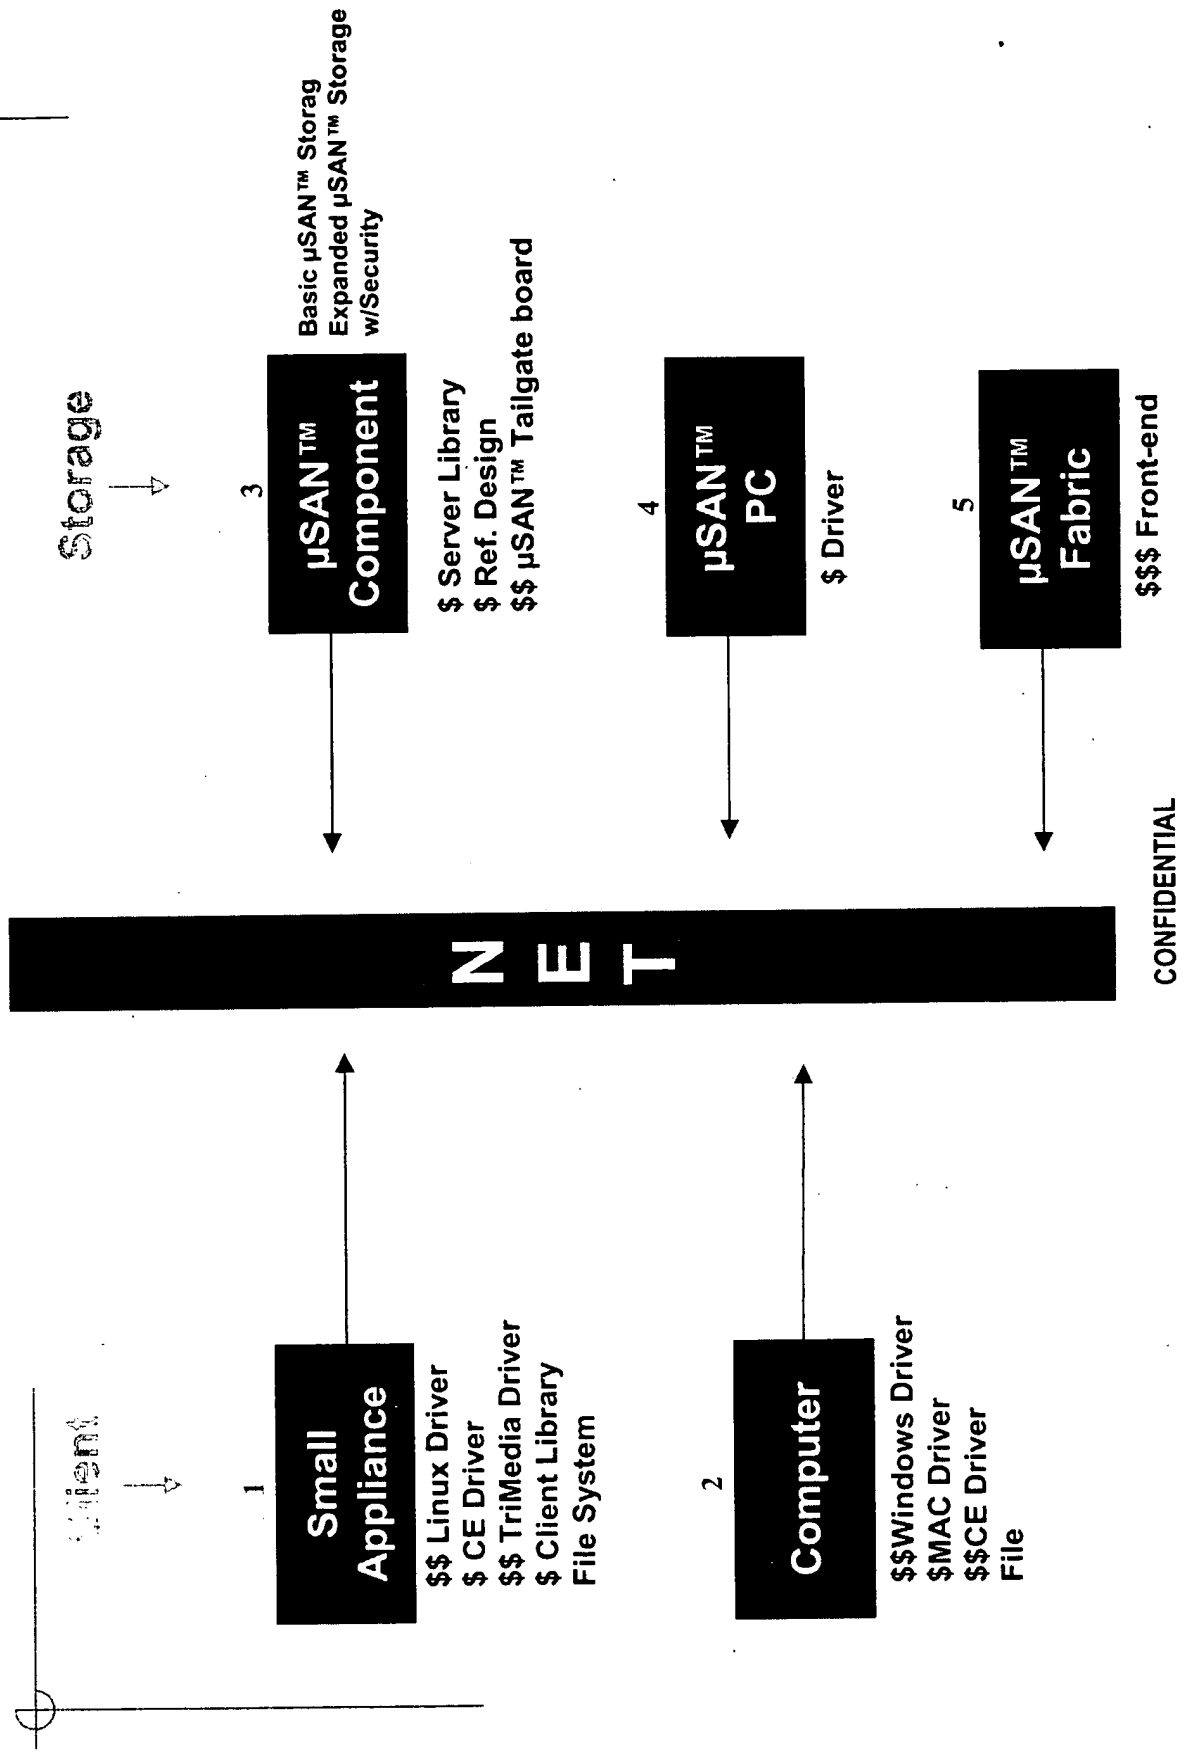 Client
Storage
1
Small
Appliance
$$ Linux Driver
$ CE Driver
$$ TriMedia Driver
$ Client Library
File System
2
Computer
$$Windows Driver
$MAC Driver
$$CE Driver
File
N
E
T
3
µSAN™
Component
Basic µSAN™ Storag
Expanded µSAN™ Storage
w/Security
$ Server Library
$ Ref. Design
$$ µSAN™ Tailgate board
4
µSAN™
PC
$ Driver
5
µSAN™
Fabric
$$$ Front-end
CONFIDENTIAL